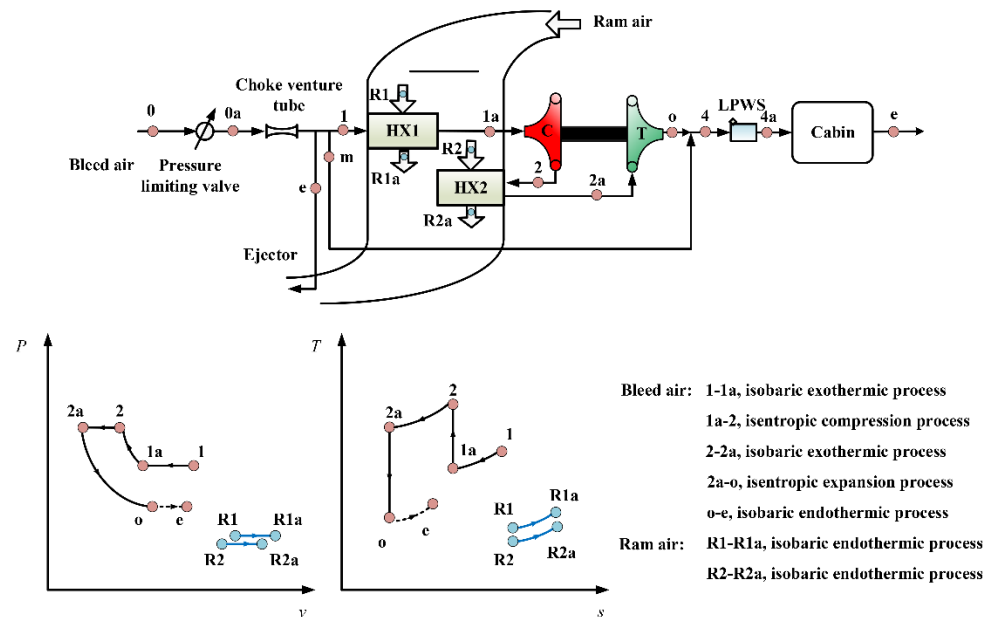 Ram air
Choke venture
tube
0
0a
1
R1
1a
C
T
o
4
LPWS
4a
e
HX1
Cabin
Bleed air
Pressure
limiting valve
m
R1a
R2
2
2a
e
HX2
R2a
Ejector
P
2a
2
1a
1
o
e
R1
R1a
R2
R2a
v
T
2
2a
1
1a
o
e
R1
R1a
R2
R2a
s
Bleed air: 1-1a, isobaric exothermic process
1a-2, isentropic compression process
2-2a, isobaric exothermic process
2a-o, isentropic expansion process
o-e, isobaric endothermic process
Ram air: R1-R1a, isobaric endothermic process
R2-R2a, isobaric endothermic process